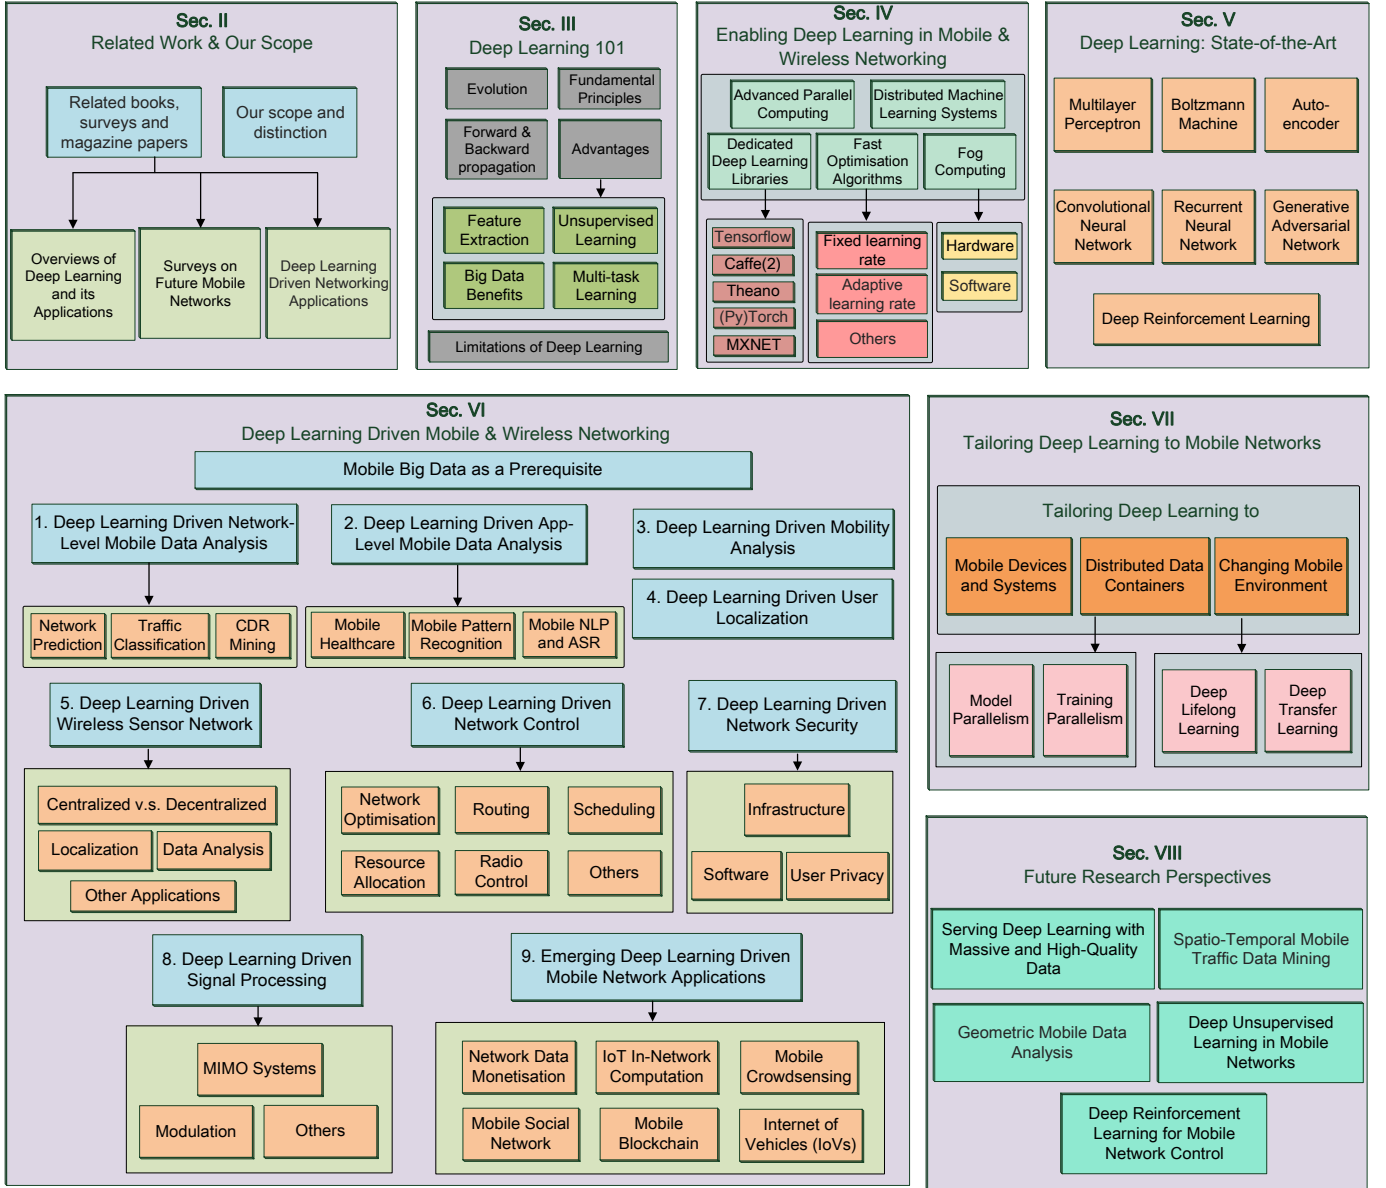 Sec. II
Related Work & Our Scope
Related books,
surveys and
magazine papers
Our scope and
distinction
Overviews of
Deep Learning
and its
Applications
Surveys on
Future Mobile
Networks
Deep Learning
Driven Networking
Applications
Sec. III
Deep Learning 101
Evolution
Fundamental
Principles
Forward &
Backward
propagation
Advantages
Feature
Extraction
Unsupervised
Learning
Big Data
Benefits
Multi-task
Learning
Limitations of Deep Learning
Sec. IV
Enabling Deep Learning in Mobile &
Wireless Networking
Advanced Parallel
Computing
Distributed Machine
Learning Systems
Dedicated
Deep Learning
Libraries
Fast
Optimisation
Algorithms
Fog
Computing
Tensorflow
Caffe(2)
Theano
(Py)Torch
MXNET
Fixed learning
rate
Adaptive
learning rate
Others
Hardware
Software
Sec. V
Deep Learning: State-of-the-Art
Multilayer
Perceptron
Boltzmann
Machine
Auto-
encoder
Convolutional
Neural
Network
Recurrent
Neural
Network
Generative
Adversarial
Network
Deep Reinforcement Learning
Sec. VI
Deep Learning Driven Mobile & Wireless Networking
Mobile Big Data as a Prerequisite
1. Deep Learning Driven Network-
Level Mobile Data Analysis
2. Deep Learning Driven App-
Level Mobile Data Analysis
3. Deep Learning Driven Mobility
Analysis
4. Deep Learning Driven User
Localization
Network
Prediction
Traffic
Classification
CDR
Mining
Mobile
Healthcare
Mobile Pattern
Recognition
Mobile NLP
and ASR
5. Deep Learning Driven
Wireless Sensor Network
6. Deep Learning Driven
Network Control
7. Deep Learning Driven
Network Security
Centralized v.s. Decentralized
Localization
Data Analysis
Other Applications
Network
Optimisation
Routing
Scheduling
Resource
Allocation
Radio
Control
Others
Infrastructure
Software
User Privacy
8. Deep Learning Driven
Signal Processing
9. Emerging Deep Learning Driven
Mobile Network Applications
MIMO Systems
Modulation
Others
Network Data
Monetisation
IoT In-Network
Computation
Mobile
Crowdsensing
Mobile Social
Network
Mobile
Blockchain
Internet of
Vehicles (IoVs)
Sec. VII
Tailoring Deep Learning to Mobile Networks
Tailoring Deep Learning to
Mobile Devices
and Systems
Distributed Data
Containers
Changing Mobile
Environment
Model
Parallelism
Training
Parallelism
Deep
Lifelong
Learning
Deep
Transfer
Learning
Sec. VIII
Future Research Perspectives
Serving Deep Learning with
Massive and High-Quality
Data
Spatio-Temporal Mobile
Traffic Data Mining
Geometric Mobile Data
Analysis
Deep Unsupervised
Learning in Mobile
Networks
Deep Reinforcement
Learning for Mobile
Network Control